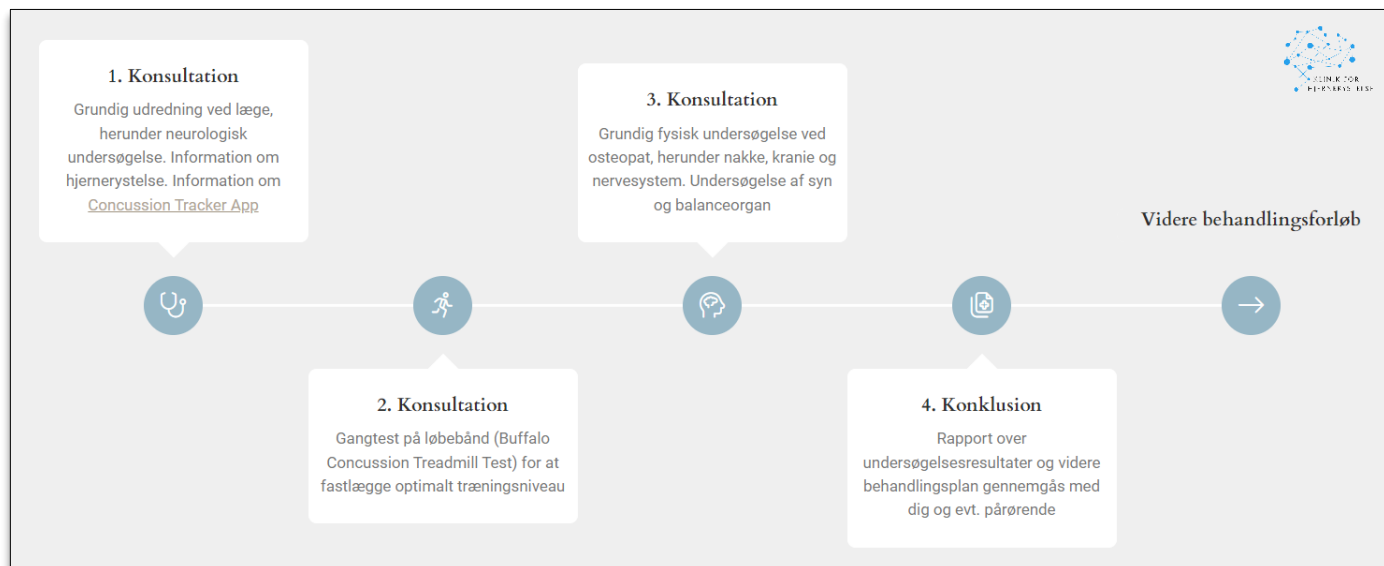 KLINIK FOR
HJERNERYSTELSE
1. Konsultation
Grundig udredning ved læge,
herunder neurologisk
undersøgelse. Information om
hjernerystelse. Information om
Concussion Tracker App
2. Konsultation
Gangtest på løbebånd (Buffalo
Concussion Treadmill Test) for at
fastlægge optimalt træningsniveau
3. Konsultation
Grundig fysisk undersøgelse ved
osteopat, herunder nakke, kranie og
nervesystem. Undersøgelse af syn
og balanceorgan
4. Konklusion
Rapport over
undersøgelsesresultater og videre
behandlingsplan gennemgås med
dig og evt. pårørende
Videre behandlingsforløb